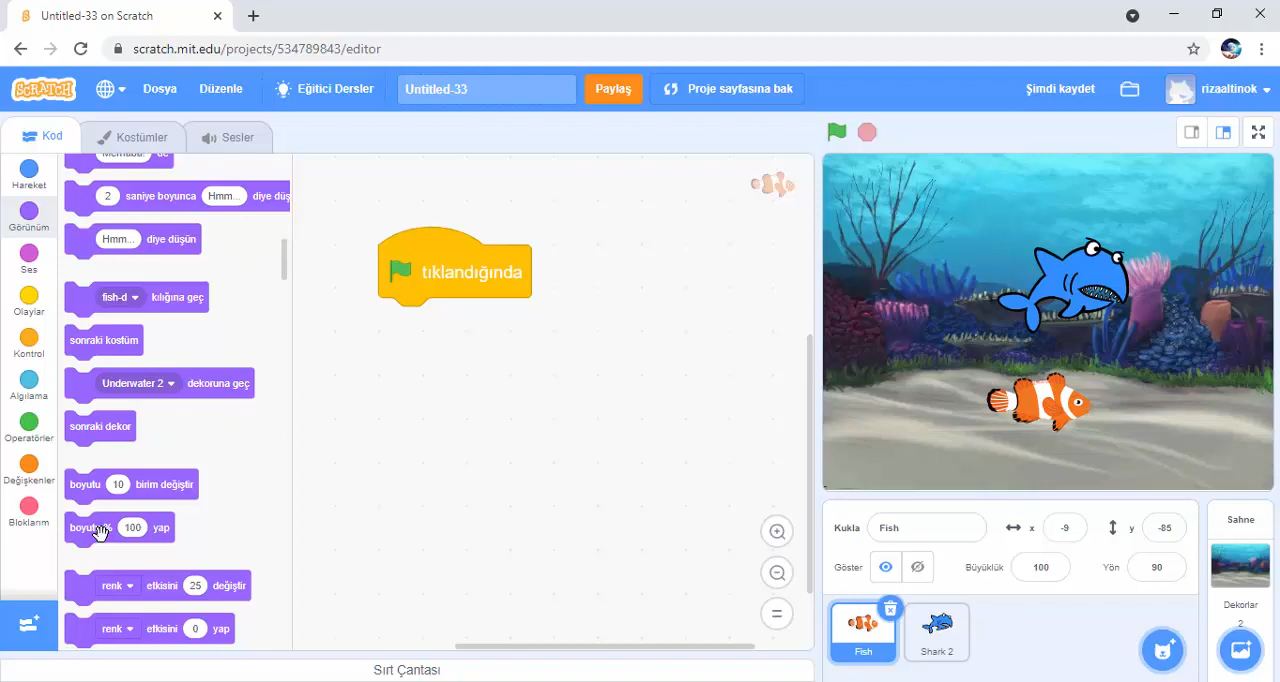 Untitled-33 on Scratch
scratch.mit.edu/projects/534789843/editor
SCRATCH
Dosya
Düzenle
Eğitici Dersler
Untitled-33
Paylaş
Proje sayfasına bak
Şimdi kaydet
rizaaltinok
Kod
Kostümler
Sesler
Hareket
Görünüm
Ses
Olaylar
Kontrol
Algılama
Operatörler
Değişkenler
Bloklarım
Merhaba! de
2 saniye boyunca Hmm... diye düş
Hmm... diye düşün
fish-d kılığına geç
sonraki kostüm
Underwater 2 dekoruna geç
sonraki dekor
boyutu 10 birim değiştir
boyutu % 100 yap
renk etkisini 25 değiştir
renk etkisini 0 yap
tıklandığında
Kukla Fish x -9 y -85
Göster Büyüklük 100 Yön 90
Fish
Shark 2
Sahne
Dekorlar
2
Sırt Çantası